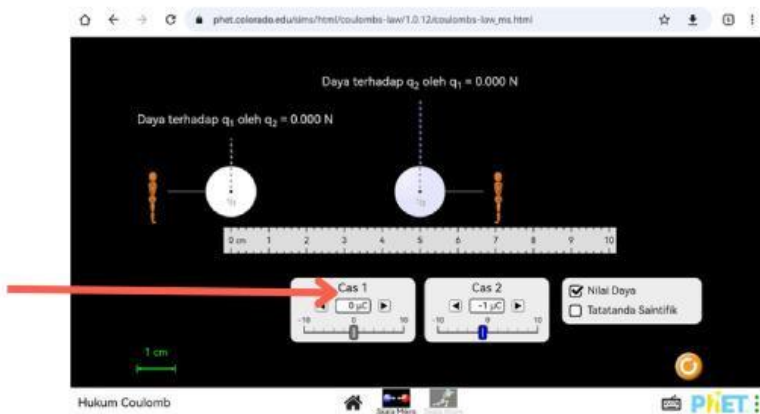 phet.colorado.edu/sims/html/coulombs-law/1.0.12/coulombs-law_ms.html
Daya terhadap q₂ oleh q₁ = 0.000 N
Daya terhadap q₁ oleh q₂ = 0.000 N
q₁
q₂
0 cm 1 2 3 4 5 6 7 8 9 10
Cas 1
0 μC
-10 0 10
Cas 2
-1 μC
-10 0 10
Nilai Daya
Tatatanda Saintifik
1 cm
Hukum Coulomb
Skala Makro
PhET